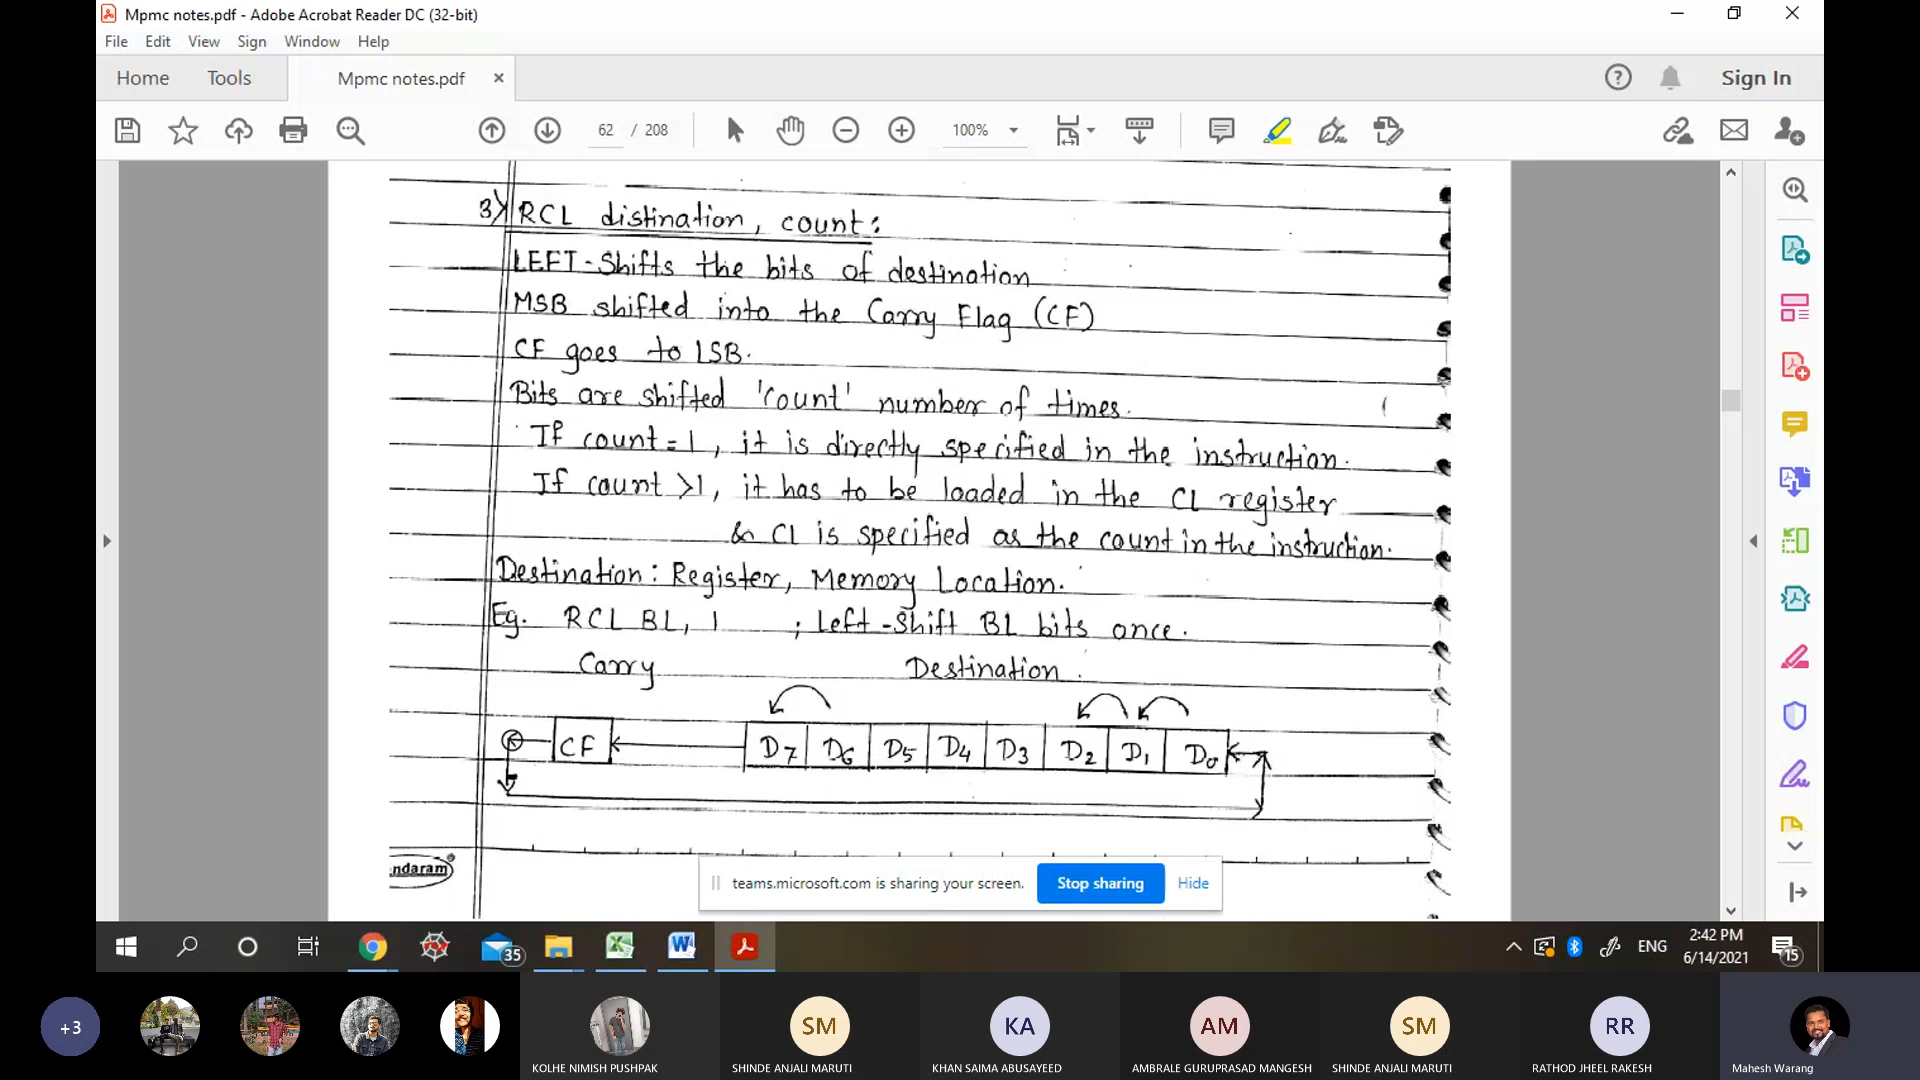 Mpmc notes.pdf - Adobe Acrobat Reader DC (32-bit)
File Edit View Sign Window Help
Home Tools Mpmc notes.pdf × Sign In
62 / 208 100%
3) RCL distination, count:
LEFT-Shifts the bits of destination
MSB shifted into the Carry Flag (CF)
CF goes to LSB.
Bits are shifted 'count' number of times.
If count = 1, it is directly specified in the instruction.
If count >1, it has to be loaded in the CL register
& CL is specified as the count in the instruction.
Destination: Register, Memory Location.
Eg. RCL BL, 1 ; Left-Shift BL bits once.
Carry Destination
CF D7 D6 D5 D4 D3 D2 D1 D0
ndaram
teams.microsoft.com is sharing your screen. Stop sharing Hide
35
ENG
2:42 PM
6/14/2021
15
+3 SM KA AM SM RR
KOLHE NIMISH PUSHPAK SHINDE ANJALI MARUTI KHAN SAIMA ABUSAYEED AMBRALE GURUPRASAD MANGESH SHINDE ANJALI MARUTI RATHOD JHEEL RAKESH Mahesh Warang